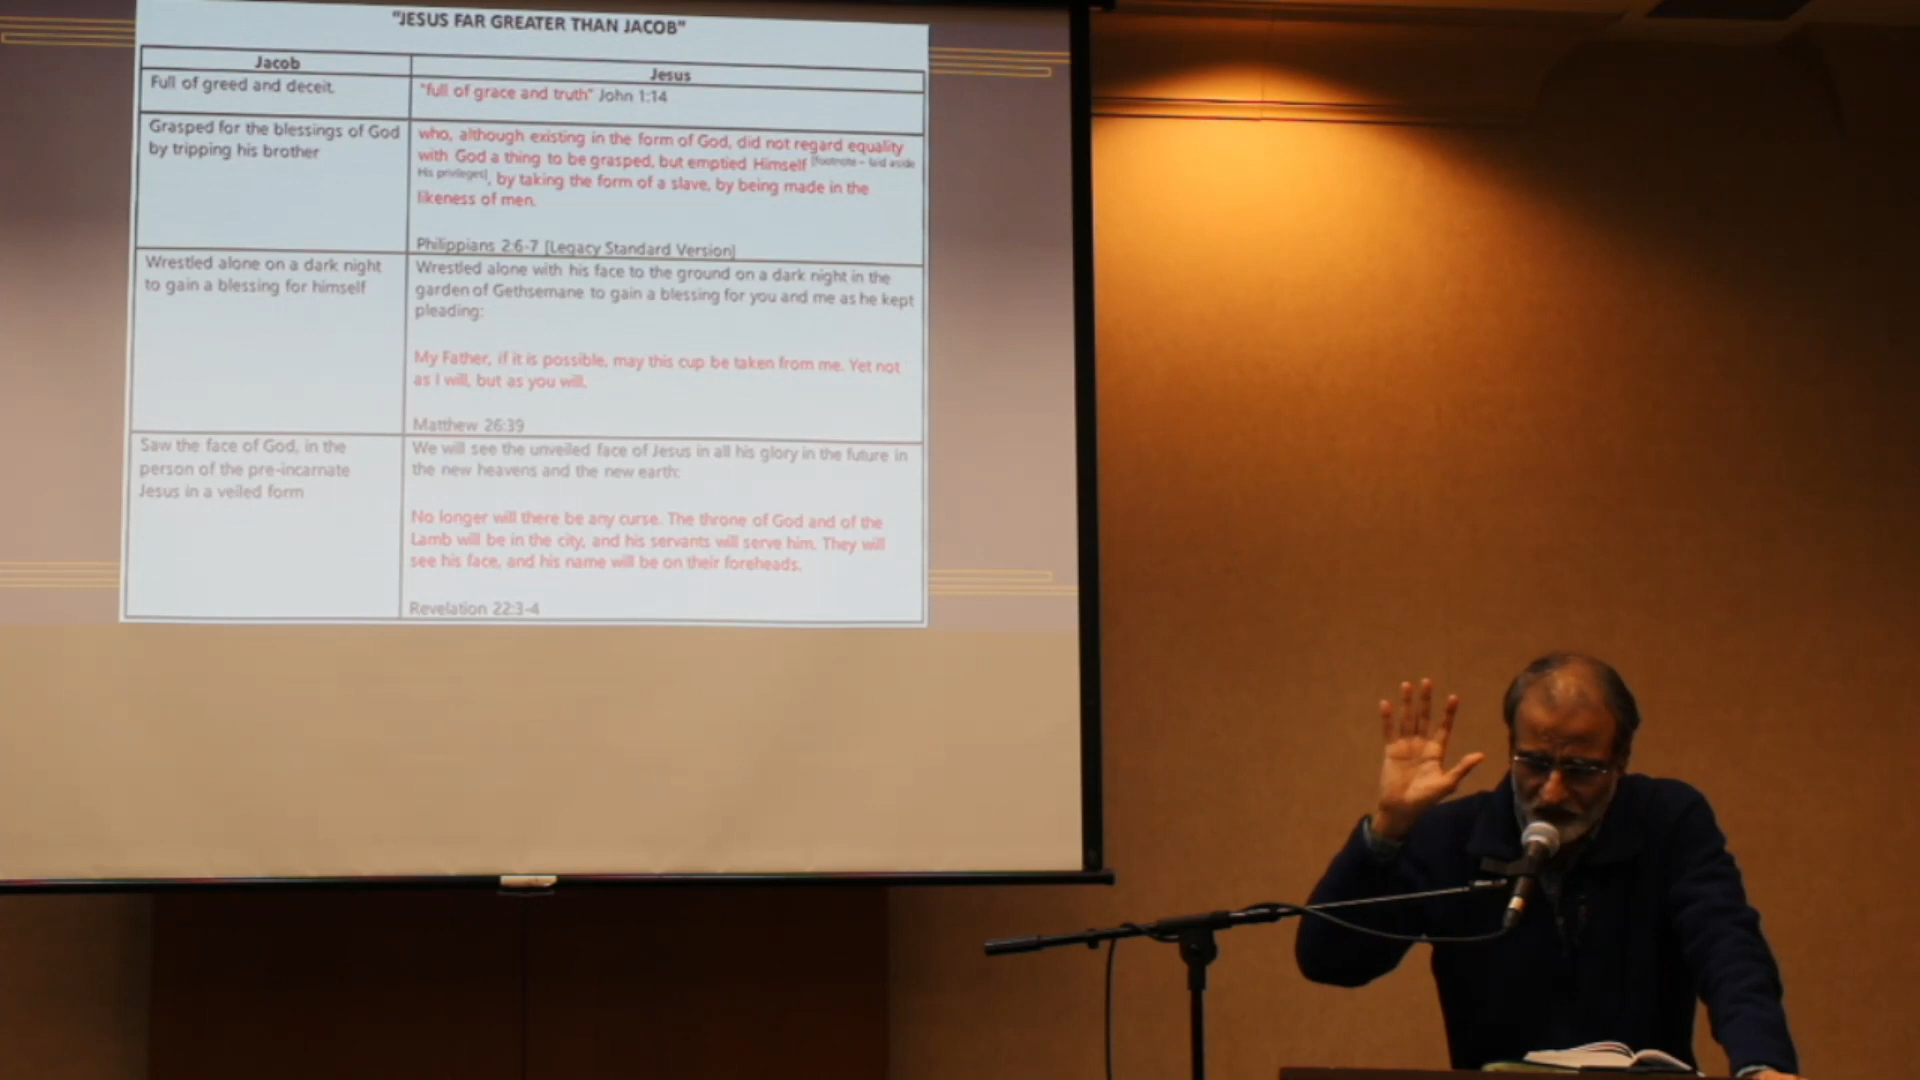 "JESUS FAR GREATER THAN JACOB"
Jacob
Jesus
Full of greed and deceit.
"full of grace and truth" John 1:14
Grasped for the blessings of God
by tripping his brother
who, although existing in the form of God, did not regard equality
with God a thing to be grasped, but emptied Himself [footnote – laid aside
His privileges], by taking the form of a slave, by being made in the
likeness of men.
Philippians 2:6-7 [Legacy Standard Version]
Wrestled alone on a dark night
to gain a blessing for himself
Wrestled alone with his face to the ground on a dark night in the
garden of Gethsemane to gain a blessing for you and me as he kept
pleading:
My Father, if it is possible, may this cup be taken from me. Yet not
as I will, but as you will.
Matthew 26:39
Saw the face of God, in the
person of the pre-incarnate
Jesus in a veiled form
We will see the unveiled face of Jesus in all his glory in the future in
the new heavens and the new earth:
No longer will there be any curse. The throne of God and of the
Lamb will be in the city, and his servants will serve him. They will
see his face, and his name will be on their foreheads.
Revelation 22:3-4